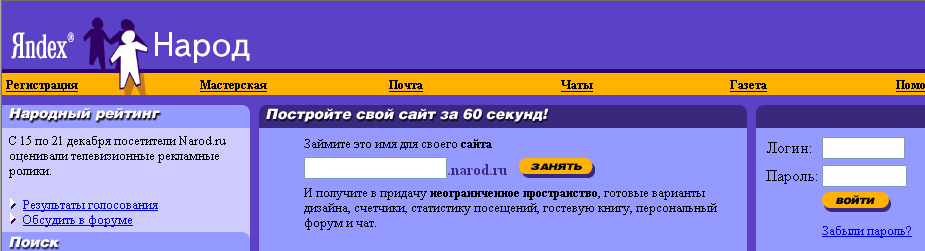 Яndex® Народ
Регистрация Мастерская Почта Чаты Газета Помо
Народный рейтинг
С 15 по 21 декабря посетители Narod.ru
оценивали телевизионные рекламные
ролики.
Результаты голосования
Обсудить в форуме
Поиск
Постройте свой сайт за 60 секунд!
Займите это имя для своего сайта
.narod.ru ЗАНЯТЬ
И получите в придачу неограниченное пространство, готовые варианты
дизайна, счетчики, статистику посещений, гостевую книгу, персональный
форум и чат.
Логин:
Пароль:
ВОЙТИ
Забыли пароль?